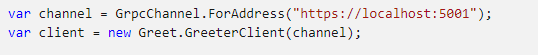 var channel = GrpcChannel.ForAddress("https://localhost:5001");
var client = new Greet.GreeterClient(channel);